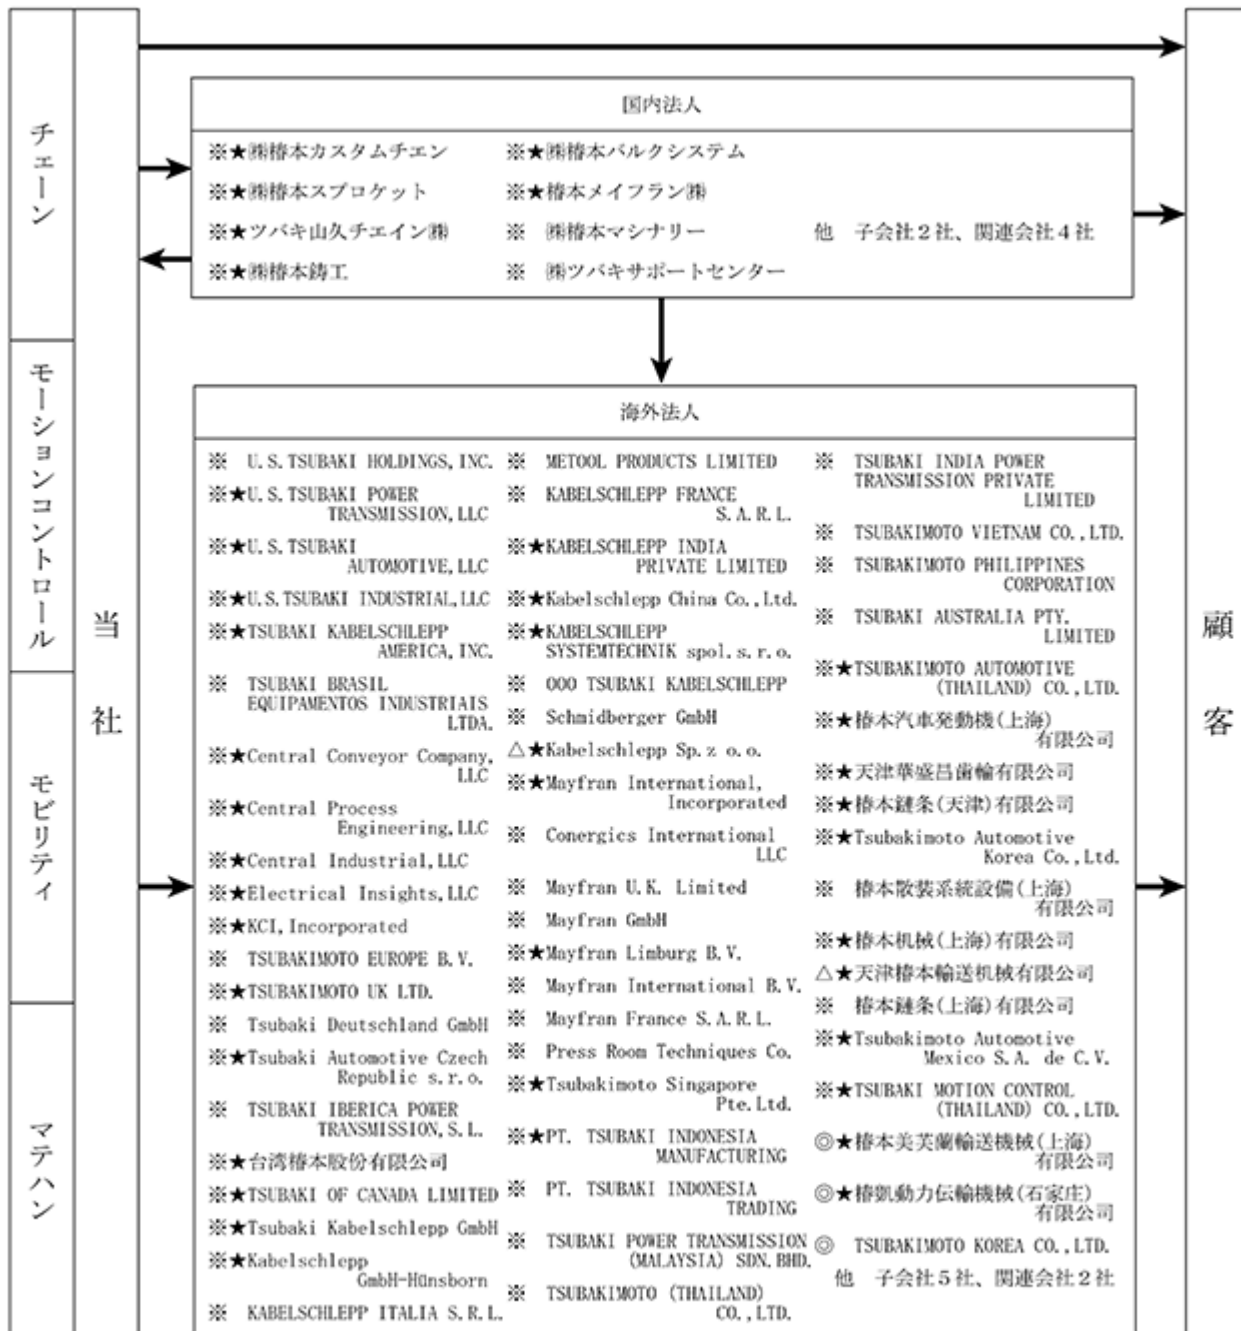 チェーン
モーションコントロール
モビリティ
マテハン
当社
国内法人
※★㈱椿本カスタムチエン
※★㈱椿本スプロケット
※★ツバキ山久チエイン㈱
※★㈱椿本鋳工
※★㈱椿本バルクシステム
※★椿本メイフラン㈱
※ ㈱椿本マシナリー
※ ㈱ツバキサポートセンター
他 子会社2社、関連会社4社
海外法人
※ U.S.TSUBAKI HOLDINGS,INC.
※★U.S.TSUBAKI POWER
TRANSMISSION,LLC
※★U.S.TSUBAKI
AUTOMOTIVE,LLC
※★U.S.TSUBAKI INDUSTRIAL,LLC
※★TSUBAKI KABELSCHLEPP
AMERICA,INC.
※ TSUBAKI BRASIL
EQUIPAMENTOS INDUSTRIAIS
LTDA.
※★Central Conveyor Company,
LLC
※★Central Process
Engineering,LLC
※★Central Industrial,LLC
※★Electrical Insights,LLC
※★KCI,Incorporated
※ TSUBAKIMOTO EUROPE B.V.
※★TSUBAKIMOTO UK LTD.
※ Tsubaki Deutschland GmbH
※★Tsubaki Automotive Czech
Republic s.r.o.
※ TSUBAKI IBERICA POWER
TRANSMISSION,S.L.
※★台湾椿本股份有限公司
※★TSUBAKI OF CANADA LIMITED
※★Tsubaki Kabelschlepp GmbH
※★Kabelschlepp
GmbH-Hünsborn
※ KABELSCHLEPP ITALIA S.R.L.
※ METOOL PRODUCTS LIMITED
※ KABELSCHLEPP FRANCE
S.A.R.L.
※★KABELSCHLEPP INDIA
PRIVATE LIMITED
※★Kabelschlepp China Co.,Ltd.
※★KABELSCHLEPP
SYSTEMTECHNIK spol.s.r.o.
※ OOO TSUBAKI KABELSCHLEPP
※ Schmidberger GmbH
△★Kabelschlepp Sp.z o.o.
※★Mayfran International,
Incorporated
※ Conergics International
LLC
※ Mayfran U.K. Limited
※ Mayfran GmbH
※★Mayfran Limburg B.V.
※ Mayfran International B.V.
※ Mayfran France S.A.R.L.
※ Press Room Techniques Co.
※★Tsubakimoto Singapore
Pte.Ltd.
※★PT. TSUBAKI INDONESIA
MANUFACTURING
※ PT. TSUBAKI INDONESIA
TRADING
※ TSUBAKI POWER TRANSMISSION
(MALAYSIA) SDN.BHD.
※ TSUBAKIMOTO (THAILAND)
CO.,LTD.
※ TSUBAKI INDIA POWER
TRANSMISSION PRIVATE
LIMITED
※ TSUBAKIMOTO VIETNAM CO.,LTD.
※ TSUBAKIMOTO PHILIPPINES
CORPORATION
※ TSUBAKI AUSTRALIA PTY.
LIMITED
※★TSUBAKIMOTO AUTOMOTIVE
(THAILAND) CO.,LTD.
※★椿本汽車発動機(上海)
有限公司
※★天津華盛昌歯輪有限公司
※★椿本鏈条(天津)有限公司
※★Tsubakimoto Automotive
Korea Co.,Ltd.
※ 椿本散装系統設備(上海)
有限公司
※★椿本机械(上海)有限公司
△★天津椿本輸送机械有限公司
※ 椿本鏈条(上海)有限公司
※★Tsubakimoto Automotive
Mexico S.A. de C.V.
※★TSUBAKI MOTION CONTROL
(THAILAND) CO.,LTD.
◎★椿本美芙蘭輸送機械(上海)
有限公司
◎★椿凱動力伝輸機械(石家庄)
有限公司
◎ TSUBAKIMOTO KOREA CO.,LTD.
他 子会社5社、関連会社2社
顧客